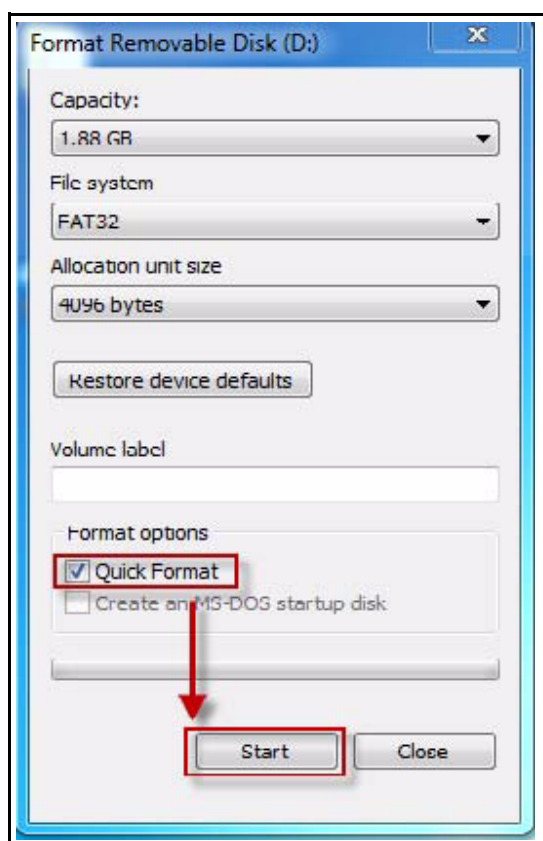 Format Removable Disk (D:)
Capacity:
1.88 GB
File system
FAT32
Allocation unit size
4096 bytes
Restore device defaults
Volume label
Format options
Quick Format
Create an MS-DOS startup disk
Start Close